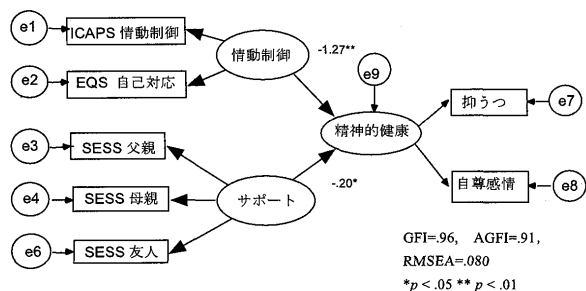 e1
ICAPS 情動制御
e2
EQS 自己対応
情動制御
-1.27**
e9
精神的健康
抑うつ
e7
自尊感情
e8
e3
SESS 父親
e4
SESS 母親
e6
SESS 友人
サポート
-.20*
GFI=.96, AGFI=.91,
RMSEA=.080
*p < .05 ** p < .01